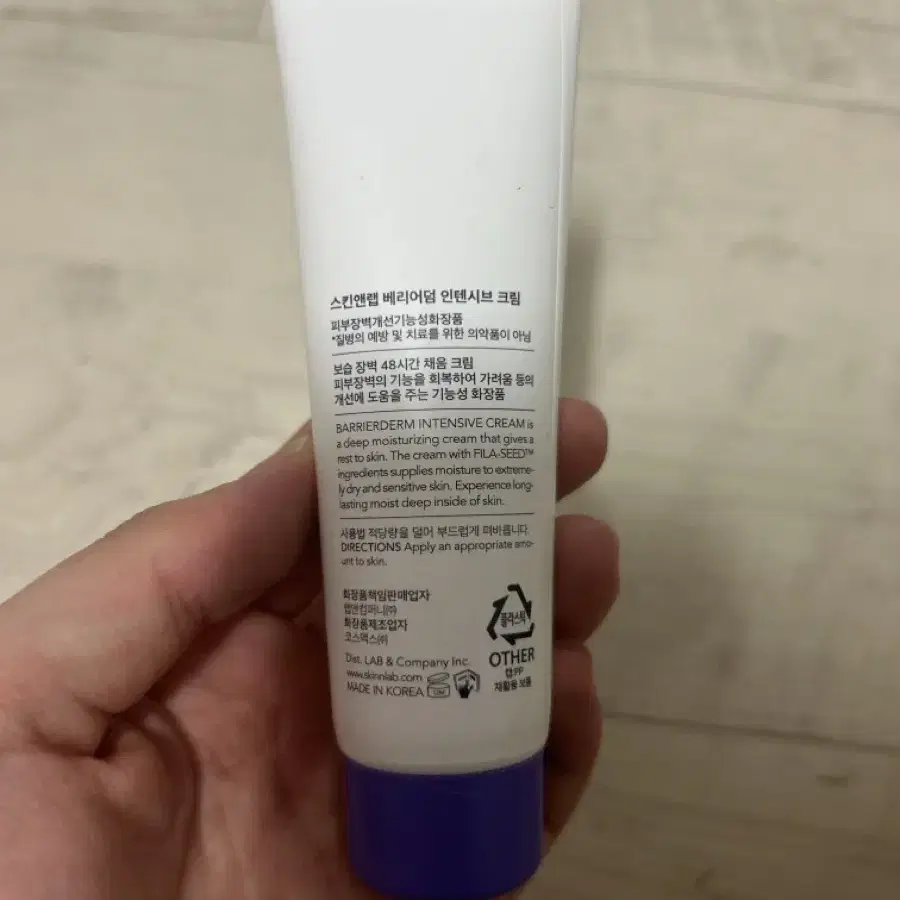 스킨앤랩 베리어덤 인텐시브 크림
피부장벽개선기능성화장품
*질병의 예방 및 치료를 위한 의약품이 아님
보습 장벽 48시간 채움 크림
피부장벽의 기능을 회복하여 가려움 등의
개선에 도움을 주는 기능성 화장품
BARRIERDERM INTENSIVE CREAM is
a deep moisturizing cream that gives a
rest to skin. The cream with FILA-SEED™
ingredients supplies moisture to extreme-
ly dry and sensitive skin. Experience long-
lasting moist deep inside of skin.
사용법 적당량을 덜어 부드럽게 펴바릅니다.
DIRECTIONS Apply an appropriate amo-
unt to skin.
화장품책임판매업자
랩앤컴퍼니㈜
화장품제조업자
코스맥스㈜
Dist. LAB & Company Inc.
www.skinnlab.com
MADE IN KOREA
12M
플라스틱
OTHER
캡:PP
재활용 보통